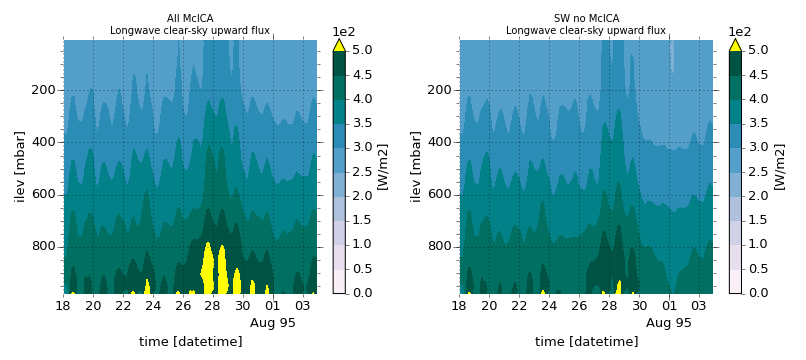 All McICA
Longwave clear-sky upward flux
1e2
5.0
4.5
4.0
3.5
3.0
2.5
2.0
1.5
1.0
0.5
0.0
[W/m2]
200
400
600
800
ilev [mbar]
18 20 22 24 26 28 30 01 03
Aug 95
time [datetime]
SW no McICA
Longwave clear-sky upward flux
1e2
5.0
4.5
4.0
3.5
3.0
2.5
2.0
1.5
1.0
0.5
0.0
[W/m2]
200
400
600
800
ilev [mbar]
18 20 22 24 26 28 30 01 03
Aug 95
time [datetime]